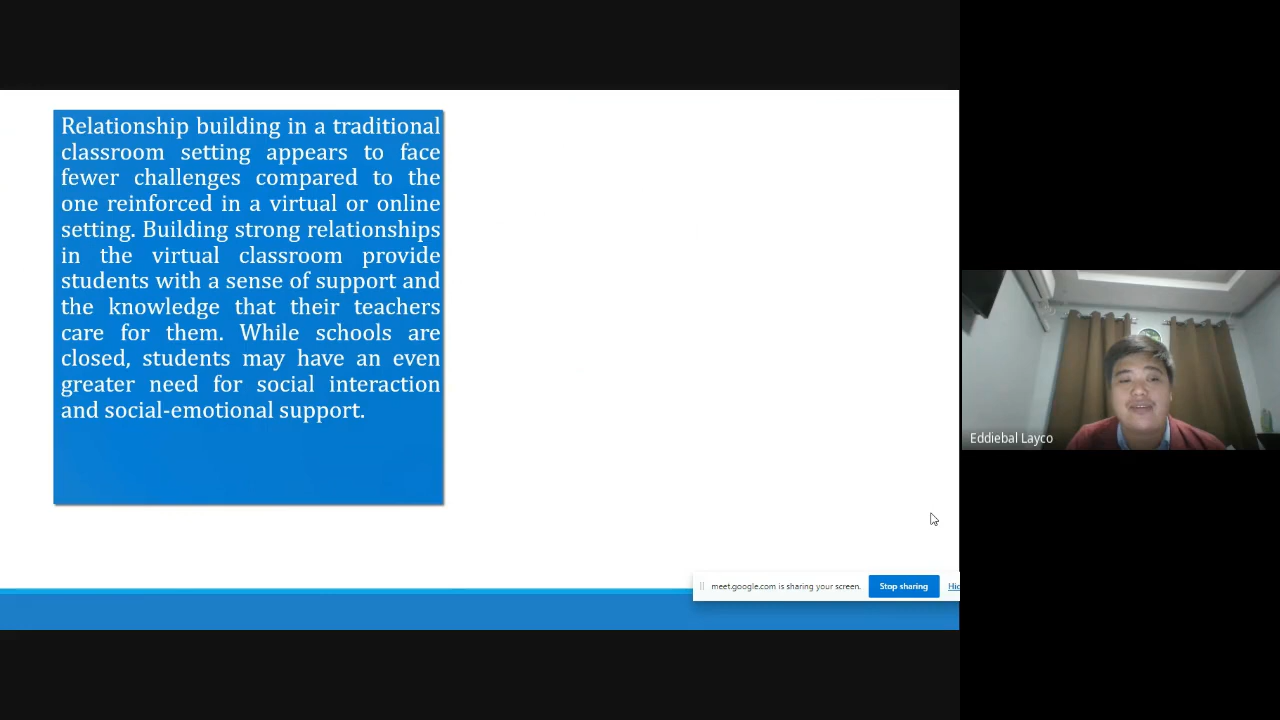 Relationship building in a traditional
classroom setting appears to face
fewer challenges compared to the
one reinforced in a virtual or online
setting. Building strong relationships
in the virtual classroom provide
students with a sense of support and
the knowledge that their teachers
care for them. While schools are
closed, students may have an even
greater need for social interaction
and social-emotional support.
Eddiebal Layco
meet.google.com is sharing your screen. Stop sharing